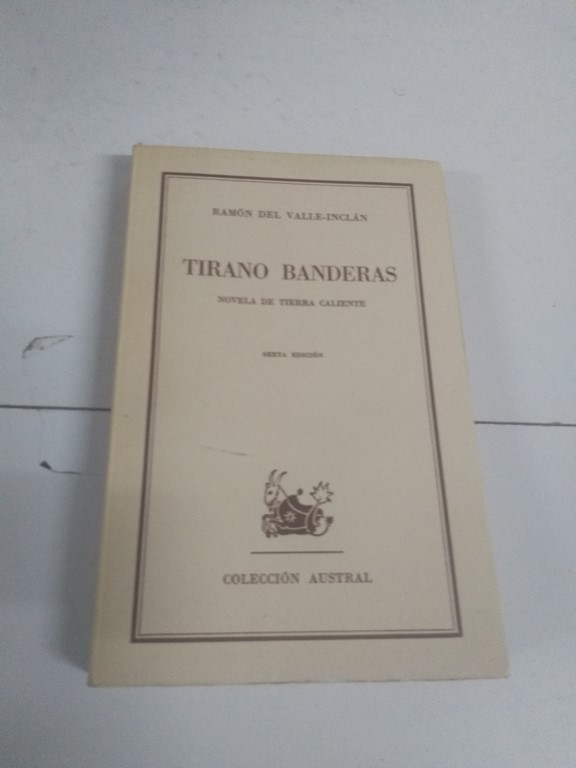 RAMÓN DEL VALLE-INCLÁN
TIRANO BANDERAS
NOVELA DE TIERRA CALIENTE
SEXTA EDICIÓN
COLECCIÓN AUSTRAL